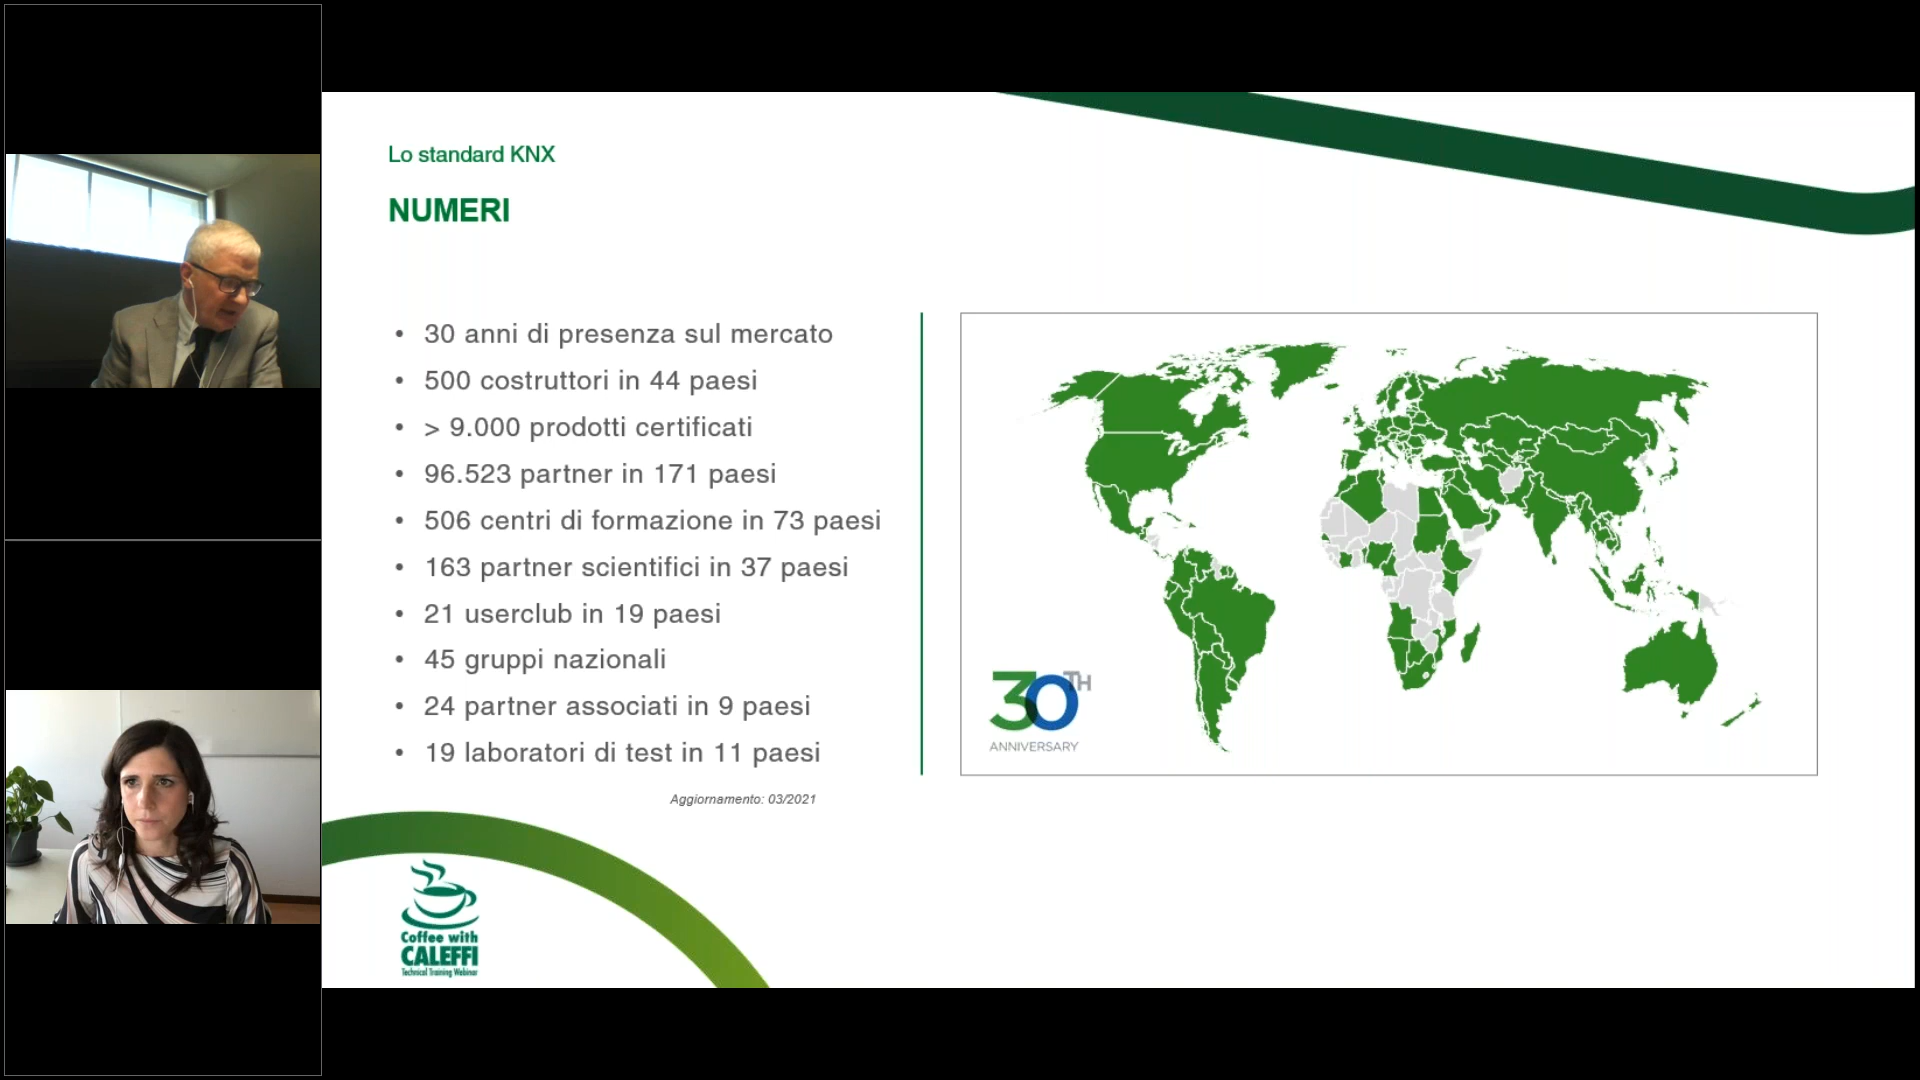 Lo standard KNX
NUMERI
• 30 anni di presenza sul mercato
• 500 costruttori in 44 paesi
• > 9.000 prodotti certificati
• 96.523 partner in 171 paesi
• 506 centri di formazione in 73 paesi
• 163 partner scientifici in 37 paesi
• 21 userclub in 19 paesi
• 45 gruppi nazionali
• 24 partner associati in 9 paesi
• 19 laboratori di test in 11 paesi
Aggiornamento: 03/2021
30TH
ANNIVERSARY
Coffee with
CALEFFI
Technical Training Webinar